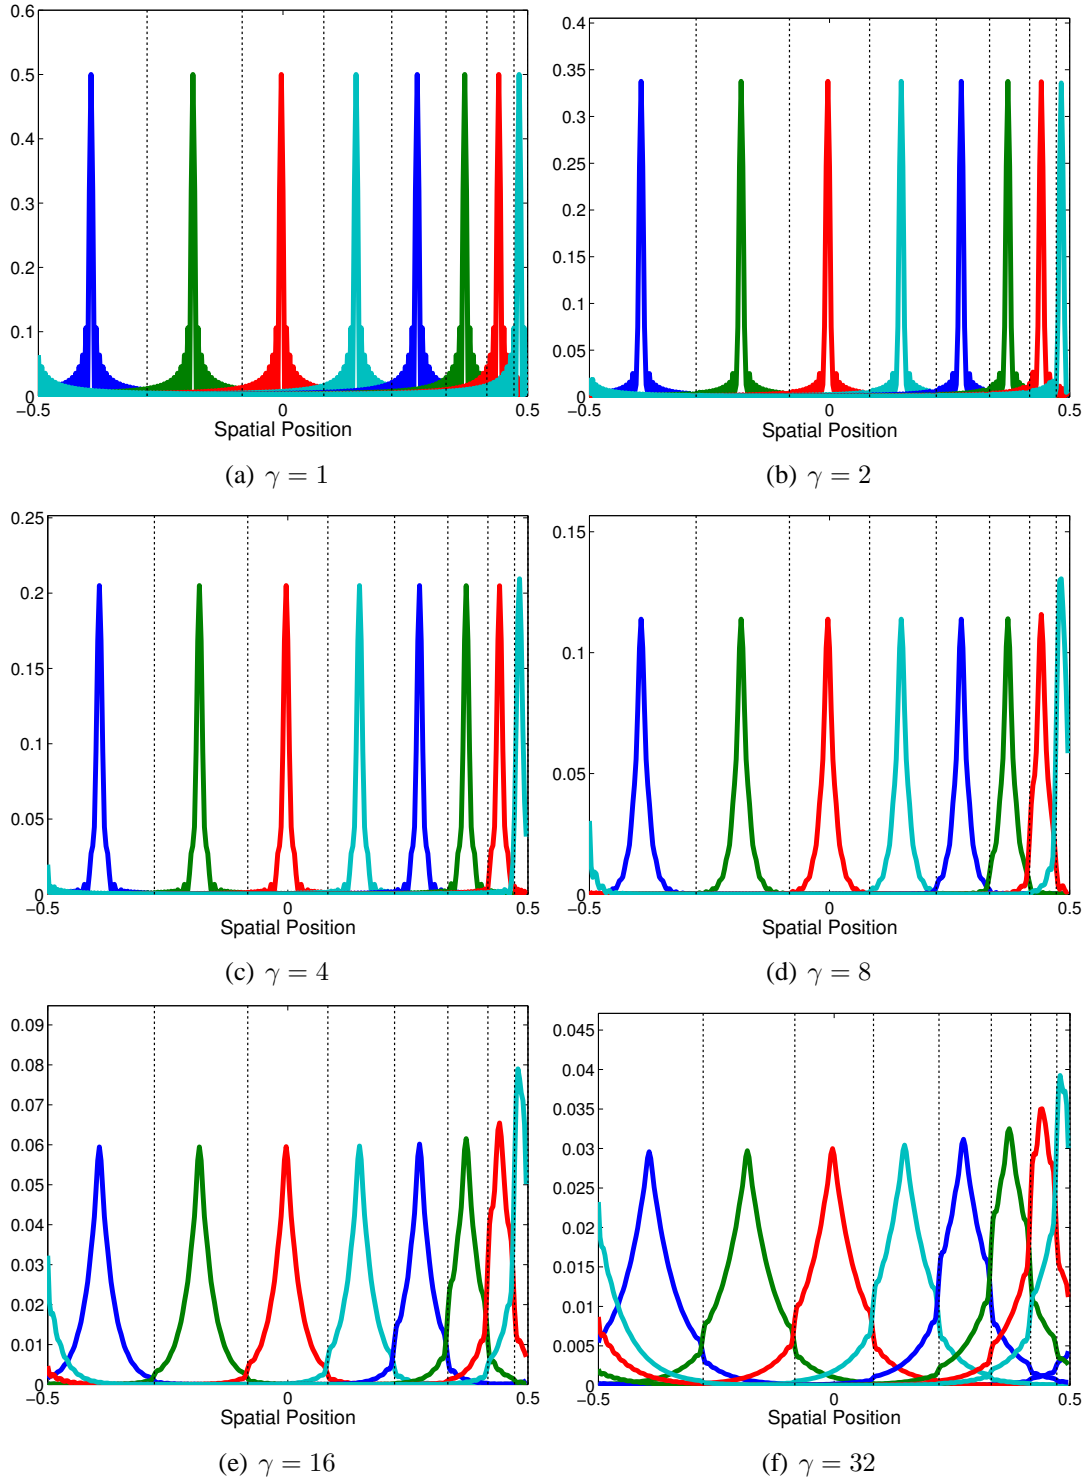 0.6
0.5
0.4
0.3
0.2
0.1
0
−0.5 0 0.5
Spatial Position
(a) γ = 1
0.4
0.35
0.3
0.25
0.2
0.15
0.1
0.05
0
−0.5 0 0.5
Spatial Position
(b) γ = 2
0.25
0.2
0.15
0.1
0.05
0
−0.5 0 0.5
Spatial Position
(c) γ = 4
0.15
0.1
0.05
0
−0.5 0 0.5
Spatial Position
(d) γ = 8
0.09
0.08
0.07
0.06
0.05
0.04
0.03
0.02
0.01
0
−0.5 0 0.5
Spatial Position
(e) γ = 16
0.045
0.04
0.035
0.03
0.025
0.02
0.015
0.01
0.005
0
−0.5 0 0.5
Spatial Position
(f) γ = 32